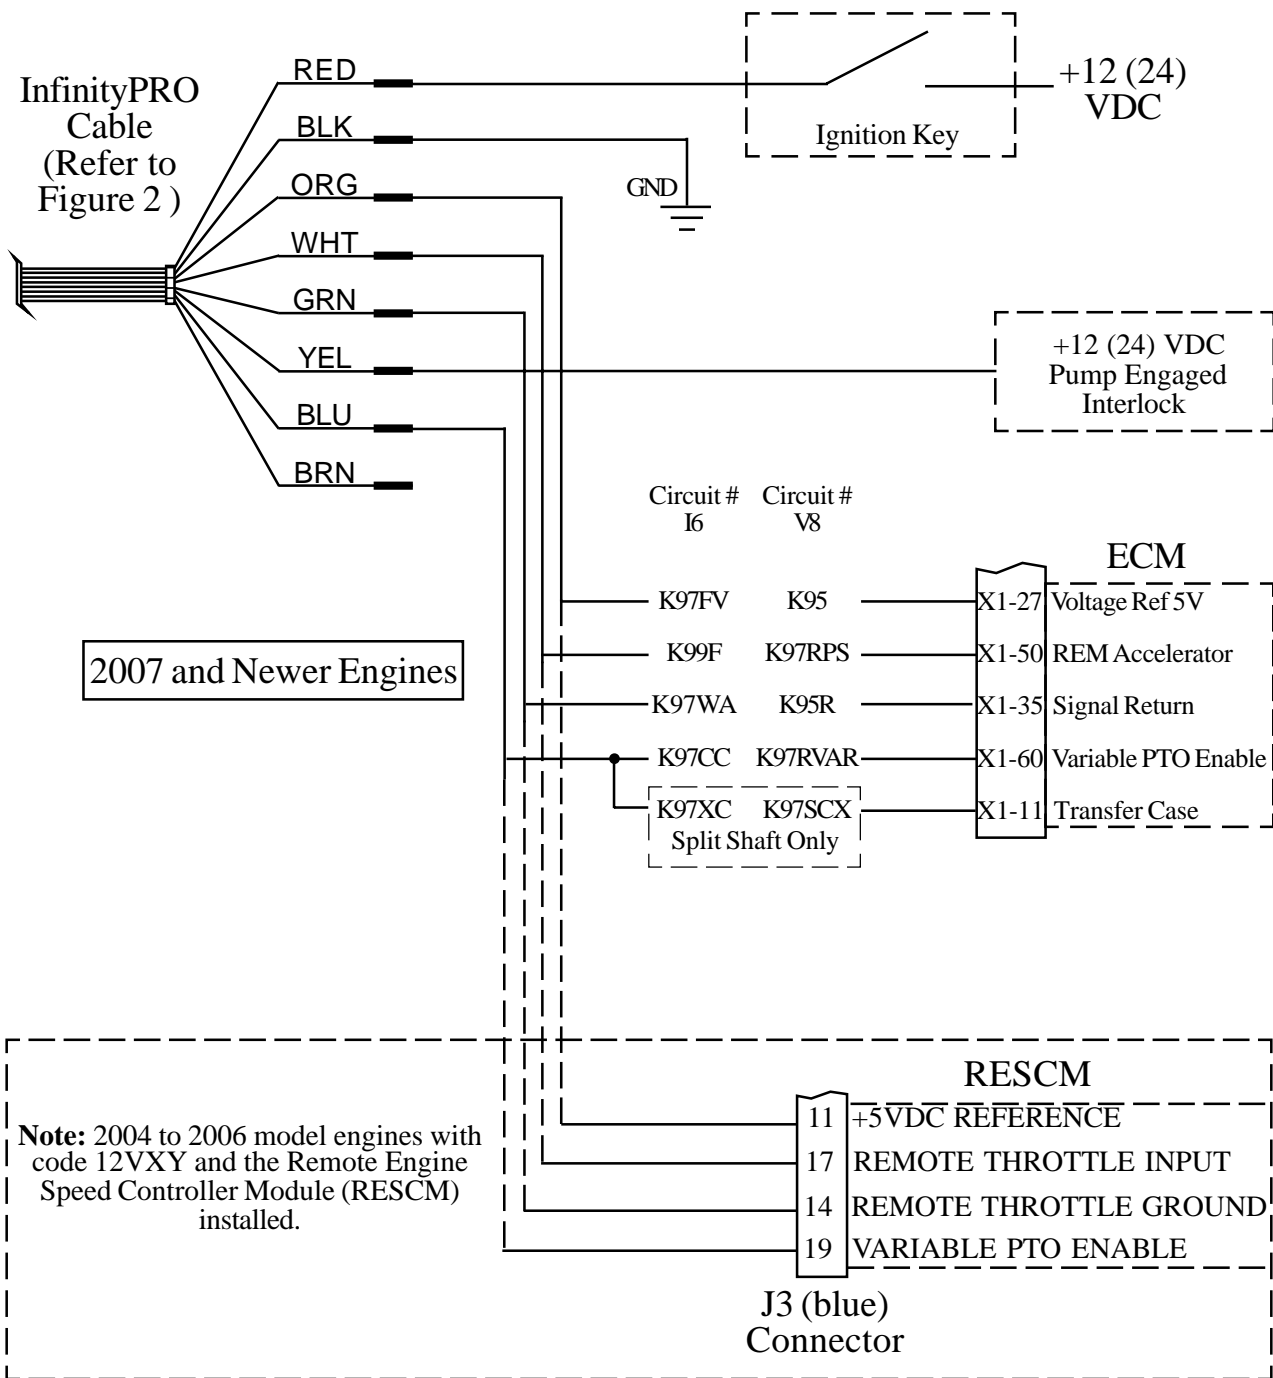 InfinityPRO
Cable
(Refer to
Figure 2 )
RED
BLK
ORG
WHT
GRN
YEL
BLU
BRN
Ignition Key
+12 (24)
VDC
GND
+12 (24) VDC
Pump Engaged
Interlock
Circuit #
I6
Circuit #
V8
ECM
K97FV K95 X1-27 Voltage Ref 5V
K99F K97RPS X1-50 REM Accelerator
K97WA K95R X1-35 Signal Return
K97CC K97RVAR X1-60 Variable PTO Enable
K97XC K97SCX X1-11 Transfer Case
Split Shaft Only
2007 and Newer Engines
Note: 2004 to 2006 model engines with
code 12VXY and the Remote Engine
Speed Controller Module (RESCM)
installed.
RESCM
11 +5VDC REFERENCE
17 REMOTE THROTTLE INPUT
14 REMOTE THROTTLE GROUND
19 VARIABLE PTO ENABLE
J3 (blue)
Connector